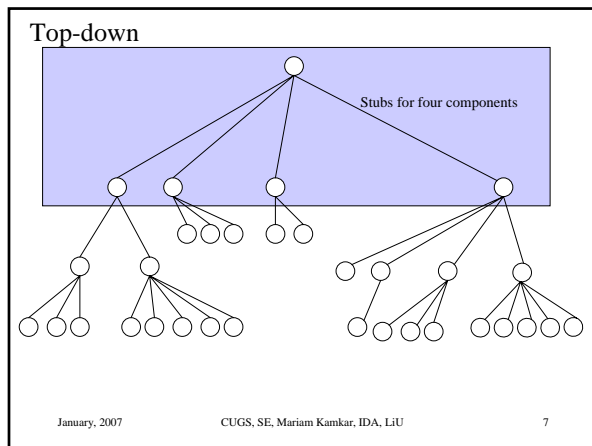 Top-down
Stubs for four components
January, 2007 CUGS, SE, Mariam Kamkar, IDA, LiU 7